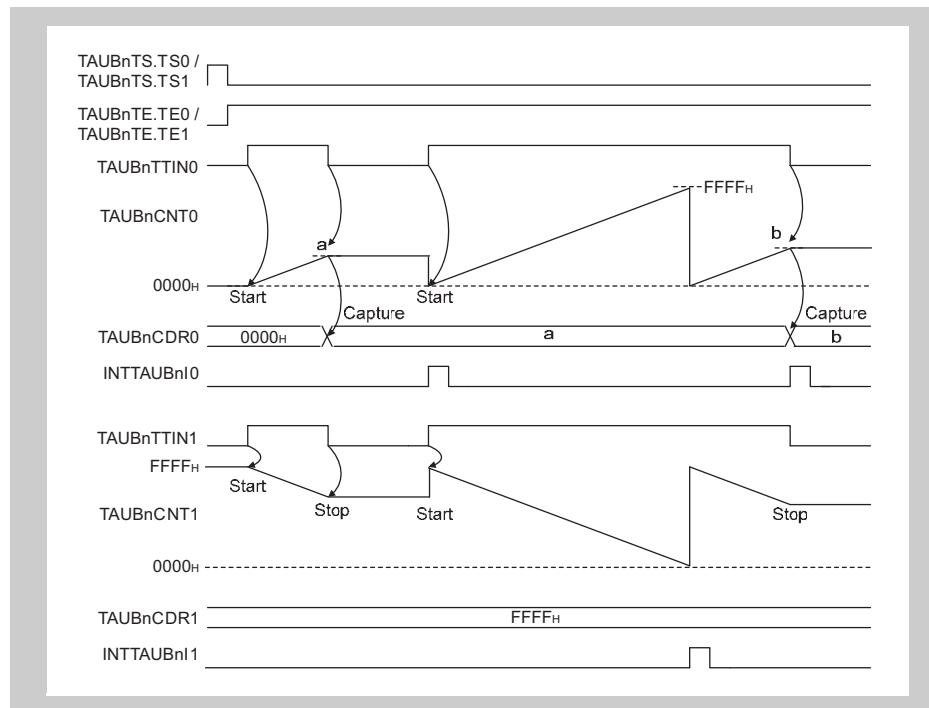 TAUBnTS.TS0 /
TAUBnTS.TS1
TAUBnTE.TE0 /
TAUBnTE.TE1
TAUBnTTIN0
FFFFH
TAUBnCNT0
a
b
0000H
Start
Start
Capture
Capture
TAUBnCDR0
0000H
a
b
INTTAUBnI0
TAUBnTTIN1
FFFFH
Start
TAUBnCNT1
Stop
Start
Stop
0000H
TAUBnCDR1
FFFFH
INTTAUBnI1